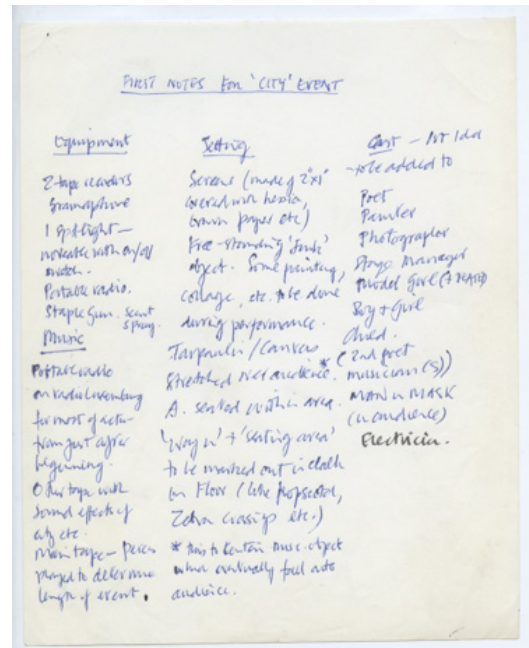 FIRST NOTES FOR 'CITY' EVENT
Equipment
2 tape recorders
Gramophone
1 Spotlight —
moveable with on/off
switch.
Portable radio.
Staple Gun. Scent
Spray.
Music
Portable radio
on radio Luxemburg
for most of action
from just after
beginning.
Other tape with
Sound effects of
city etc.
Main tape — pieces
played to determine
length of event.
Setting
Screens (made of 2"x1"
covered with hessian,
brown paper etc)
Free-standing 'junk'
object. Some painting,
collage, etc. to be done
during performance.
Tarpaulin / Canvas
stretched over audience. *
A. seated within area.
'way in' + 'seating area'
to be marked out in cloth
on Floor (like hopscotch,
Zebra crossings etc.)
* this to contain music-object
which eventually fall onto
audience.
Cast — 1st Idea
— to be added to
Poet
Painter
Photographer
Stage Manager
Model Girl
Boy + Girl
(2nd poet
musician(s))
MAN in MASK
(in audience)
Electrician.